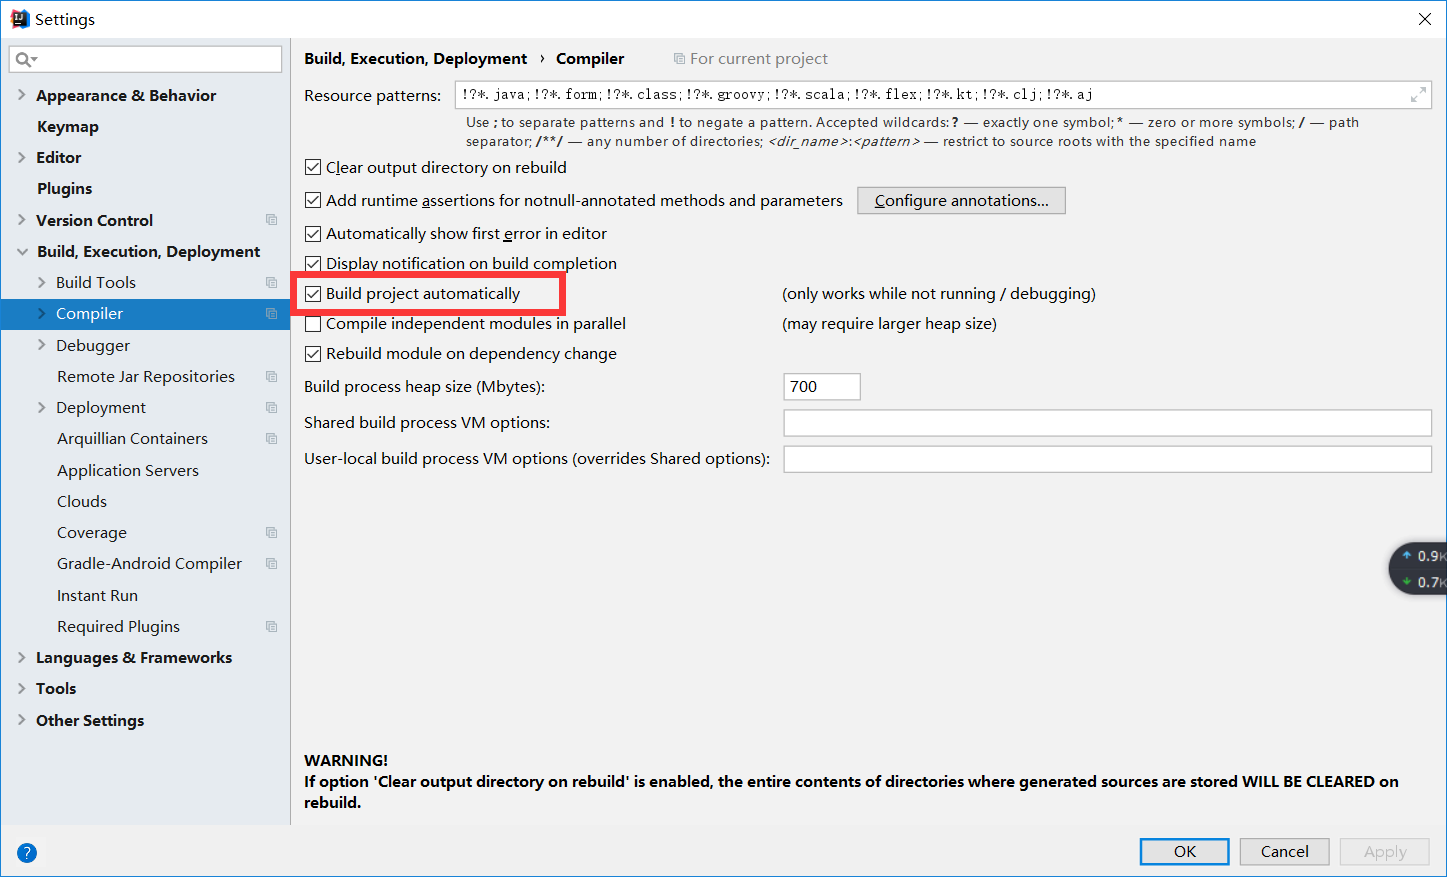 Settings
Appearance & Behavior
Keymap
Editor
Plugins
Version Control
Build, Execution, Deployment
Build Tools
Compiler
Debugger
Remote Jar Repositories
Deployment
Arquillian Containers
Application Servers
Clouds
Coverage
Gradle-Android Compiler
Instant Run
Required Plugins
Languages & Frameworks
Tools
Other Settings
Build, Execution, Deployment › Compiler For current project
Resource patterns: !?*.java;!?*.form;!?*.class;!?*.groovy;!?*.scala;!?*.flex;!?*.kt;!?*.clj;!?*.aj
Use ; to separate patterns and ! to negate a pattern. Accepted wildcards: ? — exactly one symbol; * — zero or more symbols; / — path
separator; /**/ — any number of directories; <dir_name>:<pattern> — restrict to source roots with the specified name
Clear output directory on rebuild
Add runtime assertions for notnull-annotated methods and parameters Configure annotations...
Automatically show first error in editor
Display notification on build completion
Build project automatically (only works while not running / debugging)
Compile independent modules in parallel (may require larger heap size)
Rebuild module on dependency change
Build process heap size (Mbytes): 700
Shared build process VM options:
User-local build process VM options (overrides Shared options):
0.9K
0.7K
WARNING!
If option 'Clear output directory on rebuild' is enabled, the entire contents of directories where generated sources are stored WILL BE CLEARED on
rebuild.
? OK Cancel Apply